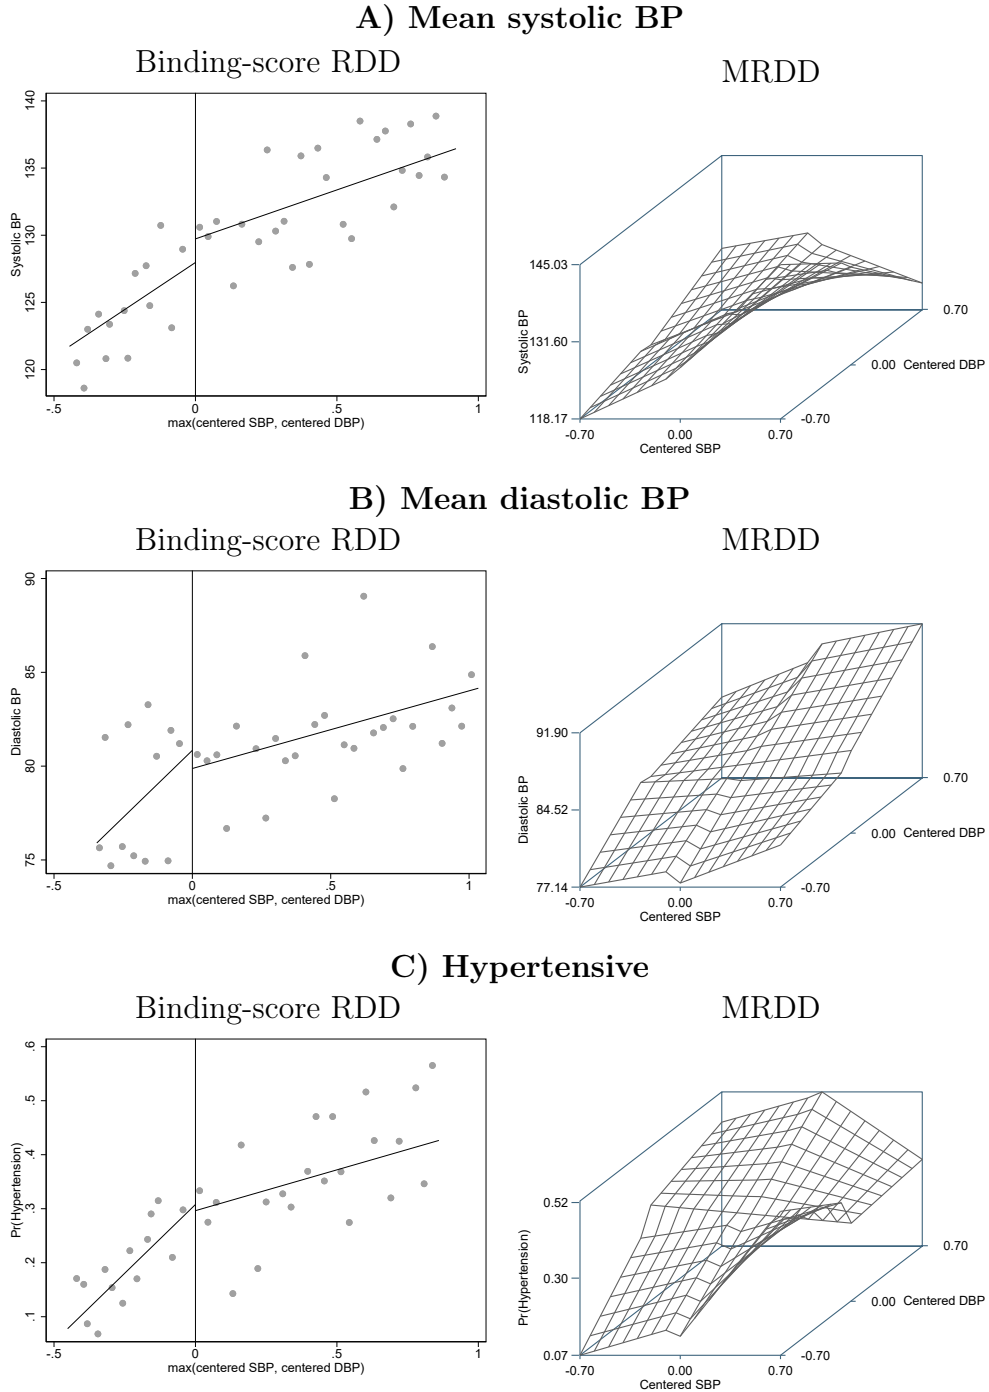 A) Mean systolic BP
Binding-score RDD
MRDD
Systolic BP
140
135
130
125
120
-.5
0
.5
1
max(centered SBP, centered DBP)
Systolic BP
145.03
131.60
118.17
-0.70
0.00
0.70
Centered SBP
0.70
0.00 Centered DBP
-0.70
B) Mean diastolic BP
Binding-score RDD
MRDD
Diastolic BP
90
85
80
75
-.5
0
.5
1
max(centered SBP, centered DBP)
Diastolic BP
91.90
84.52
77.14
-0.70
0.00
0.70
Centered SBP
0.70
0.00 Centered DBP
-0.70
C) Hypertensive
Binding-score RDD
MRDD
Pr(Hypertension)
.6
.5
.4
.3
.2
.1
-.5
0
.5
1
max(centered SBP, centered DBP)
Pr(Hypertension)
0.52
0.30
0.07
-0.70
0.00
0.70
Centered SBP
0.70
0.00 Centered DBP
-0.70